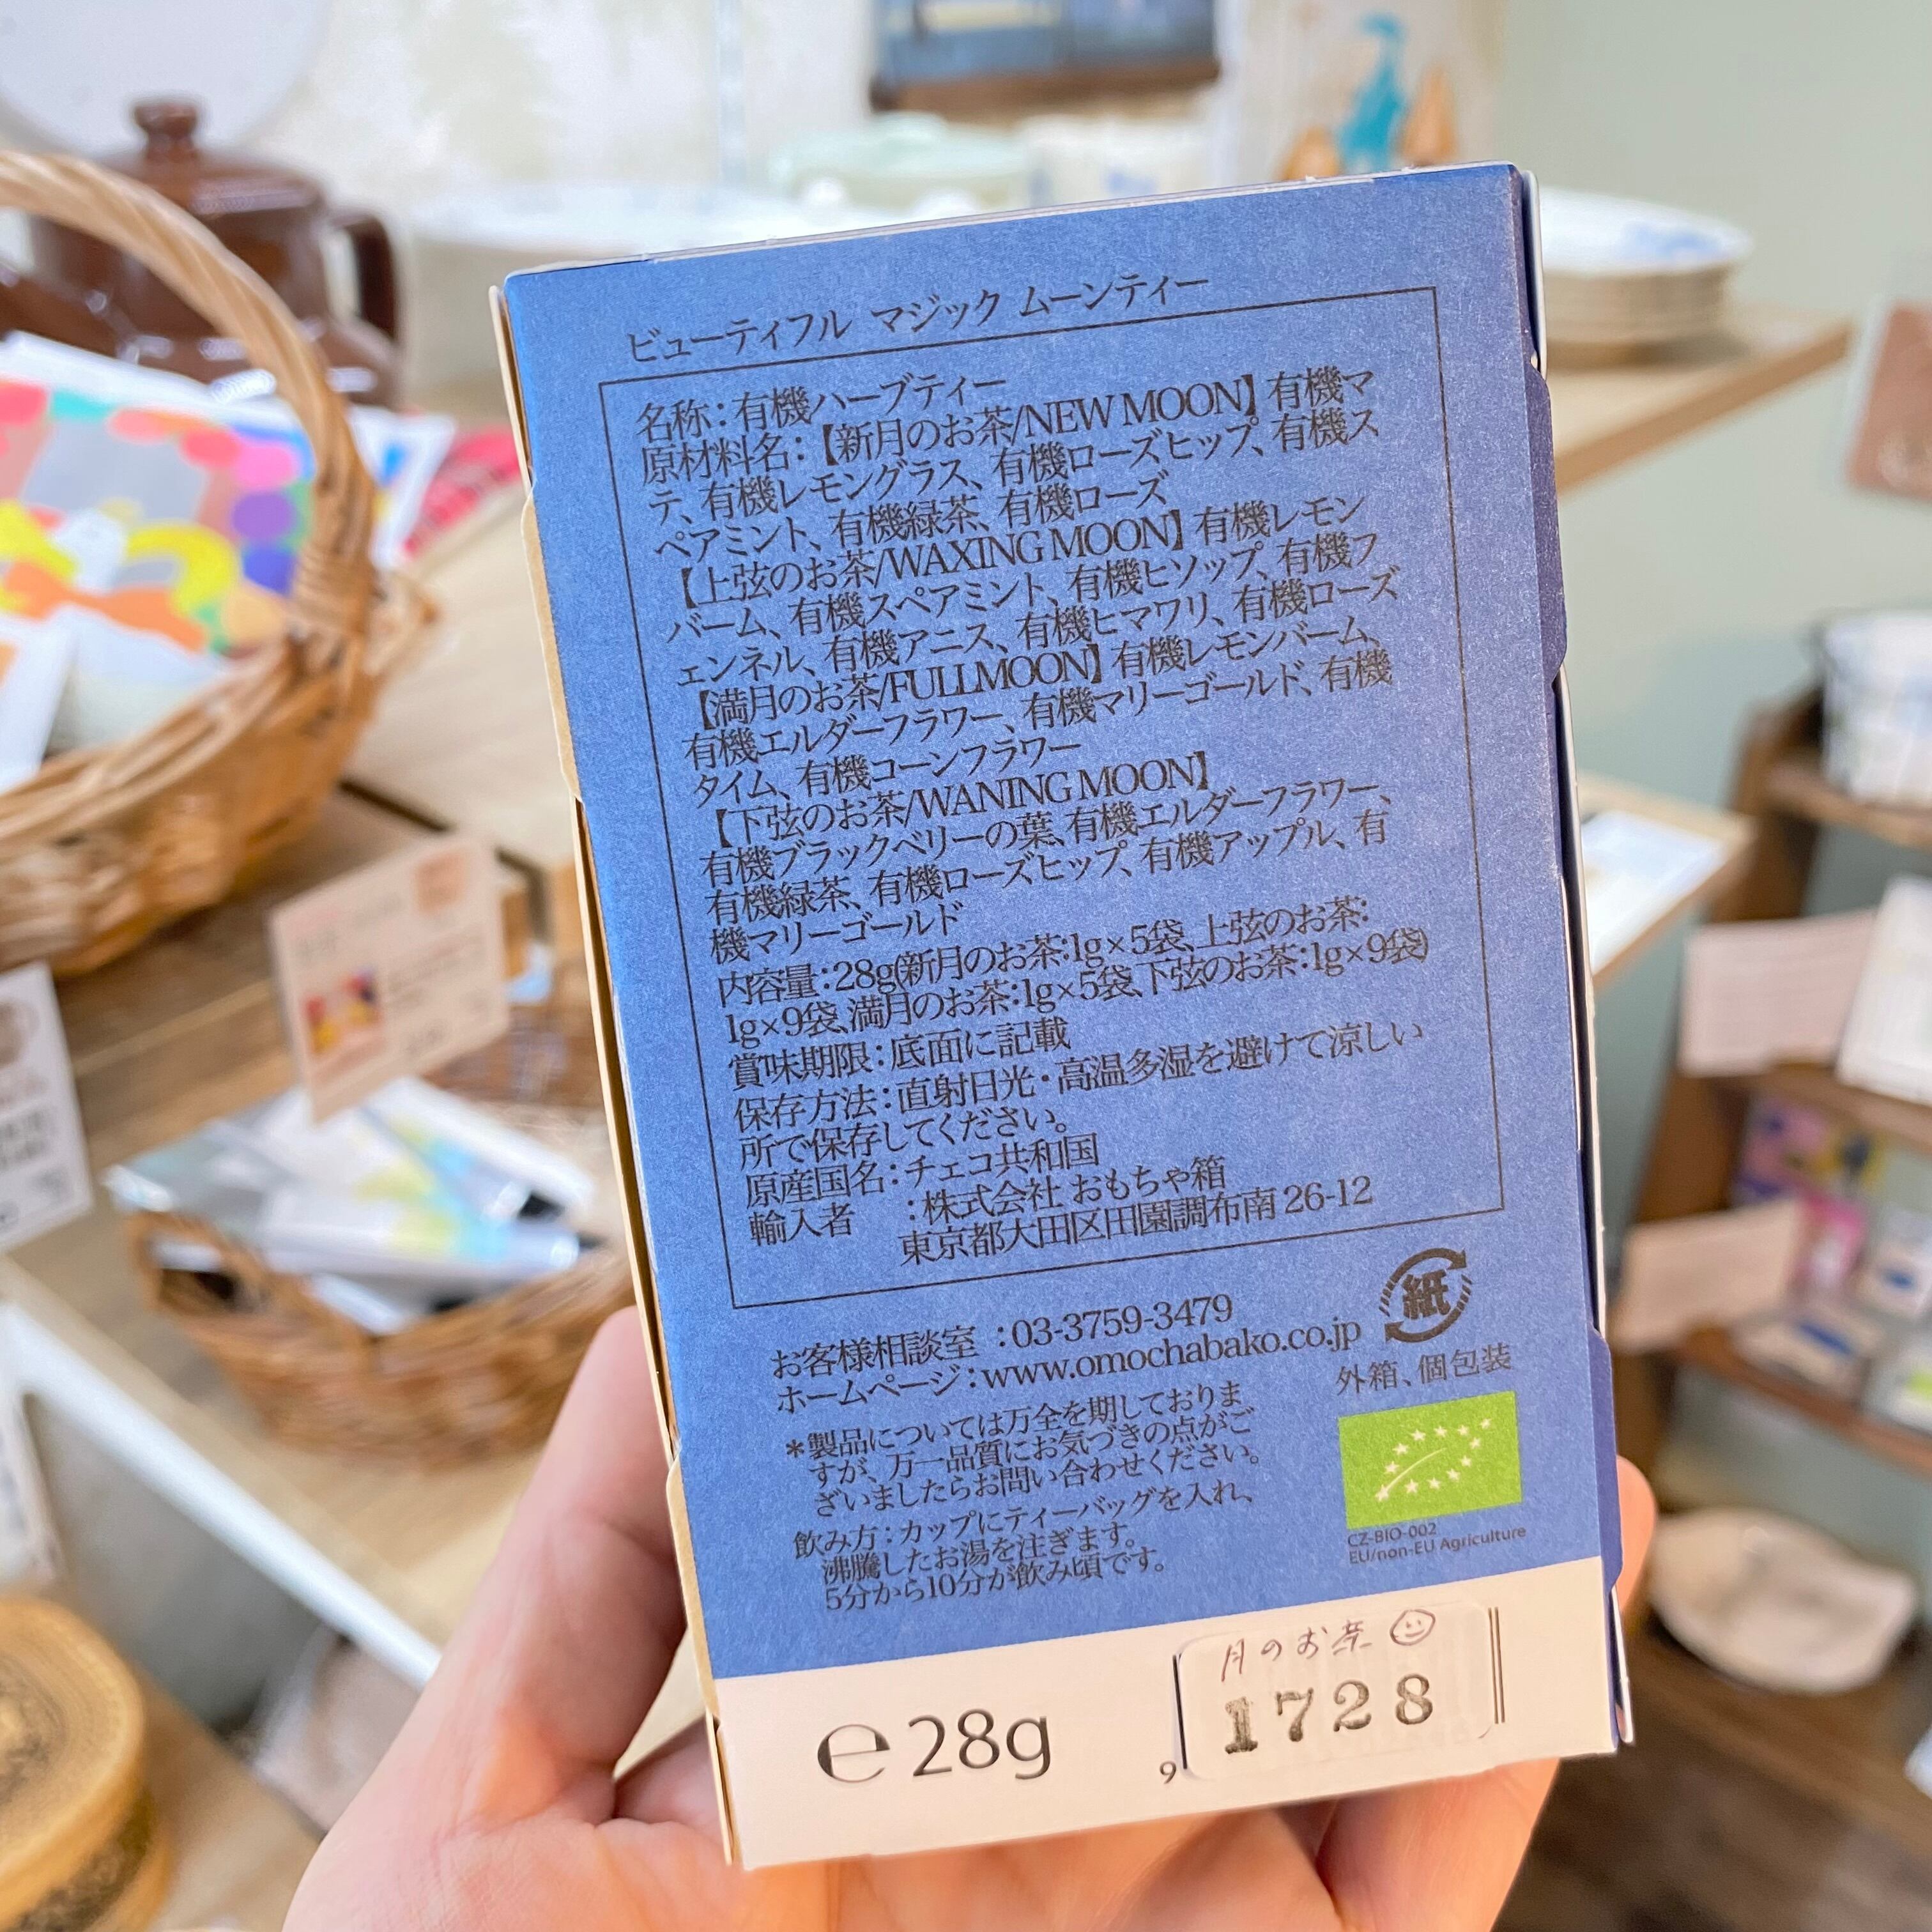 ビューティフル マジック ムーンティー
名称：有機ハーブティー
原材料名：【新月のお茶/NEW MOON】有機マ
テ、有機レモングラス、有機ローズヒップ、有機ス
ペアミント、有機緑茶、有機ローズ
【上弦のお茶/WAXING MOON】有機レモン
バーム、有機スペアミント、有機ヒソップ、有機フ
ェンネル、有機アニス、有機ヒマワリ、有機ローズ
【満月のお茶/FULLMOON】有機レモンバーム、
有機エルダーフラワー、有機マリーゴールド、有機
タイム、有機コーンフラワー
【下弦のお茶/WANING MOON】
有機ブラックベリーの葉、有機エルダーフラワー、
有機緑茶、有機ローズヒップ、有機アップル、有
機マリーゴールド
内容量：28g(新月のお茶：1g×5袋、上弦のお茶：
1g×9袋、満月のお茶：1g×5袋、下弦のお茶：1g×9袋)
賞味期限：底面に記載
保存方法：直射日光・高温多湿を避けて涼しい
所で保存してください。
原産国名：チェコ共和国
輸入者 ：株式会社 おもちゃ箱
東京都大田区田園調布南 26-12
お客様相談室 ：03-3759-3479
ホームページ：www.omochabako.co.jp
紙
外箱、個包装
＊製品については万全を期しておりま
すが、万一品質にお気づきの点がご
ざいましたらお問い合わせください。
飲み方：カップにティーバッグを入れ、
沸騰したお湯を注ぎます。
5分から10分が飲み頃です。
CZ-BIO-002
EU/non-EU Agriculture
℮ 28g
9
月のお茶
1728